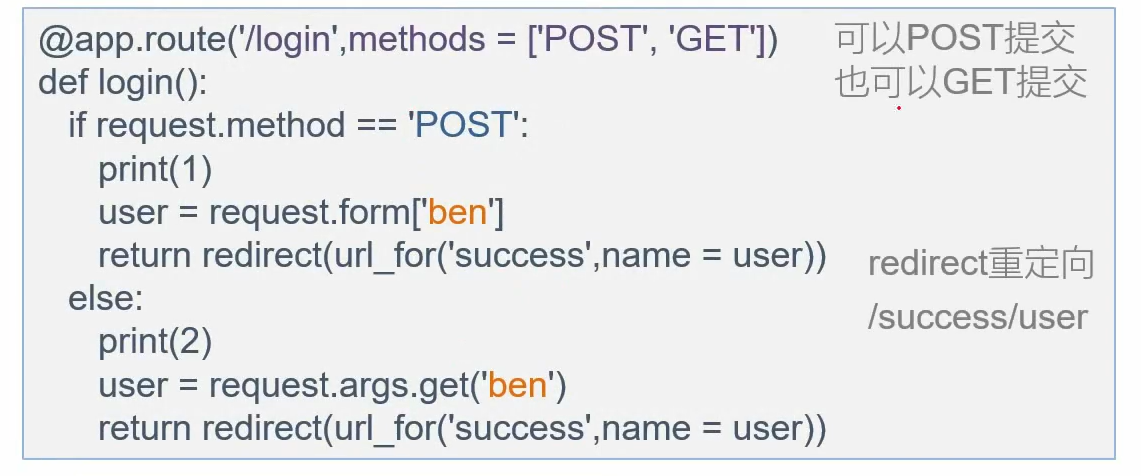 @app.route('/login',methods = ['POST', 'GET'])
可以POST提交
也可以GET提交
def login():
if request.method == 'POST':
print(1)
user = request.form['ben']
return redirect(url_for('success',name = user))
redirect重定向
/success/user
else:
print(2)
user = request.args.get('ben')
return redirect(url_for('success',name = user))